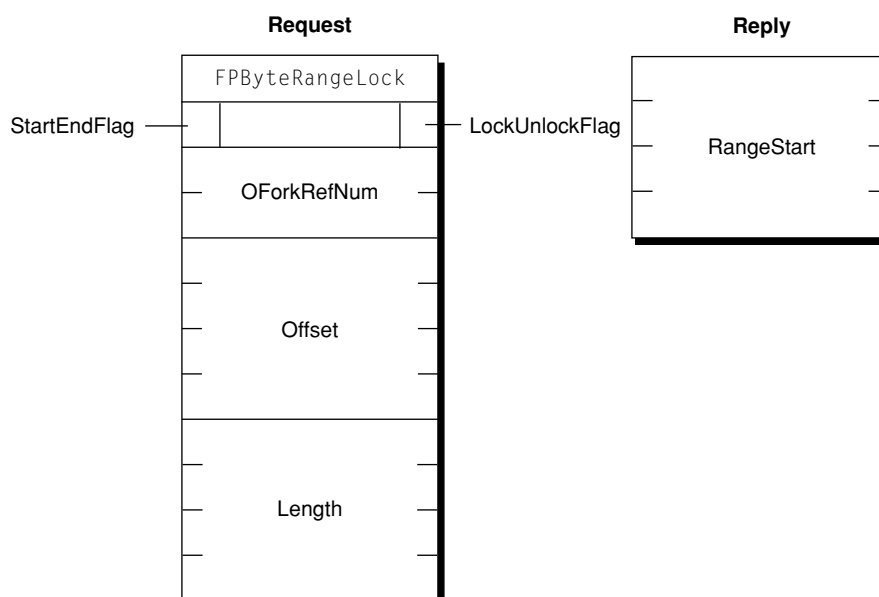 Request
FPByteRangeLock
StartEndFlag
LockUnlockFlag
OForkRefNum
Offset
Length
Reply
RangeStart